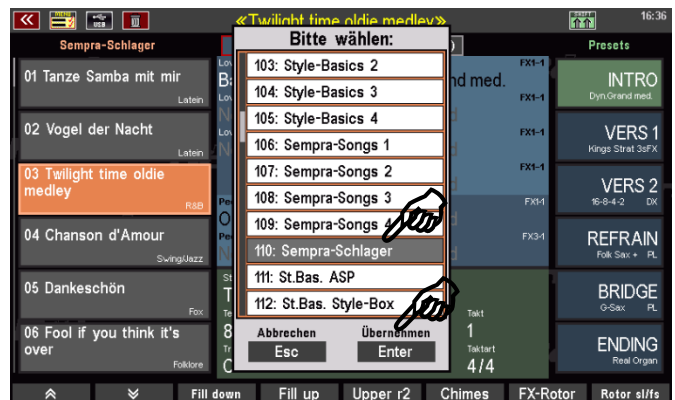 MENU
USB
«Twilight time oldie medley»
SHIFT
16:36
Sempra-Schlager
01 Tanze Samba mit mir
Latein
02 Vogel der Nacht
Latein
03 Twilight time oldie
medley
R&B
04 Chanson d'Amour
Swing/Jazz
05 Dankeschön
Fox
06 Fool if you think it's
over
Folklore
Bitte wählen:
103: Style-Basics 2
104: Style-Basics 3
105: Style-Basics 4
106: Sempra-Songs 1
107: Sempra-Songs 2
108: Sempra-Songs 3
109: Sempra-Songs 4
110: Sempra-Schlager
111: St.Bas. ASP
112: St.Bas. Style-Box
Abbrechen
Übernehmen
Esc
Enter
nd med.
FX1-1
FX1-1
FX1-1
FX1-1
FX1-1
FX3-1
Takt
1
Taktart
4/4
Presets
INTRO
Dyn.Grand med.
VERS 1
Kings Strat 3sFX
VERS 2
16-8-4-2 DX
REFRAIN
Folk Sax + PL
BRIDGE
G-Sax PL
ENDING
Real Organ
Fill down
Fill up
Upper r2
Chimes
FX-Rotor
Rotor sl/fs